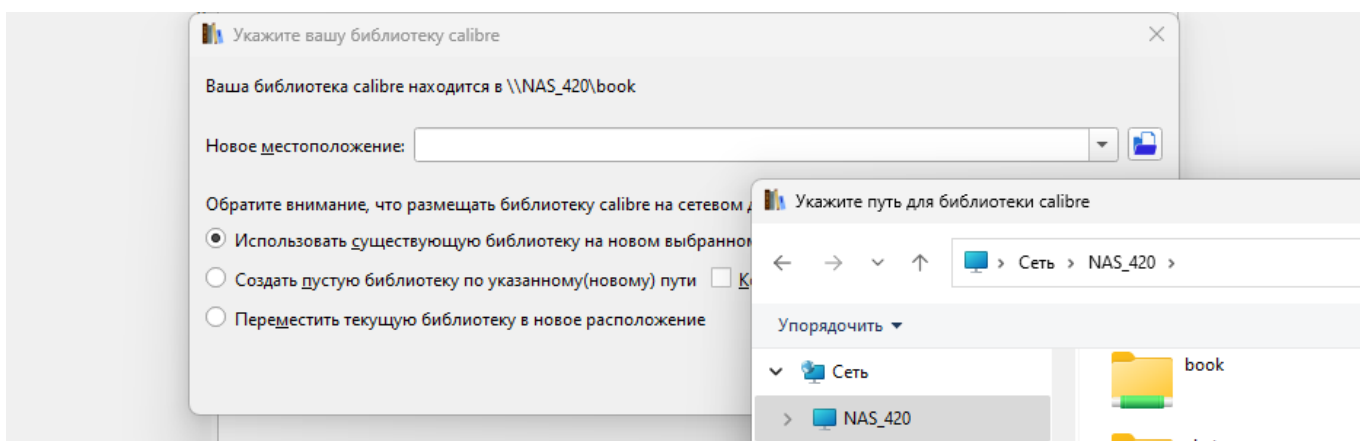 Укажите вашу библиотеку calibre
Ваша библиотека calibre находится в \\NAS_420\book
Новое местоположение:
Обратите внимание, что размещать библиотеку calibre на сетевом
Использовать существующую библиотеку на новом
Создать пустую библиотеку по указанному(новому) пути
Переместить текущую библиотеку в новое расположение
Укажите путь для библиотеки calibre
Сеть > NAS_420 >
Упорядочить
Сеть
NAS_420
book